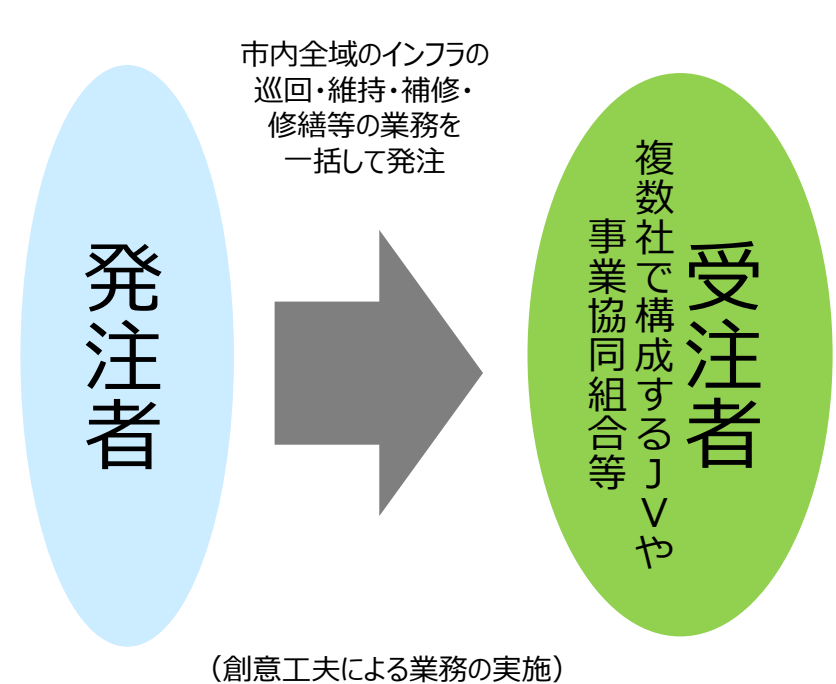 市内全域のインフラの
巡回・維持・補修・
修繕等の業務を
一括して発注
発注者
受注者
複数社で構成するＪＶや
事業協同組合等
（創意工夫による業務の実施）